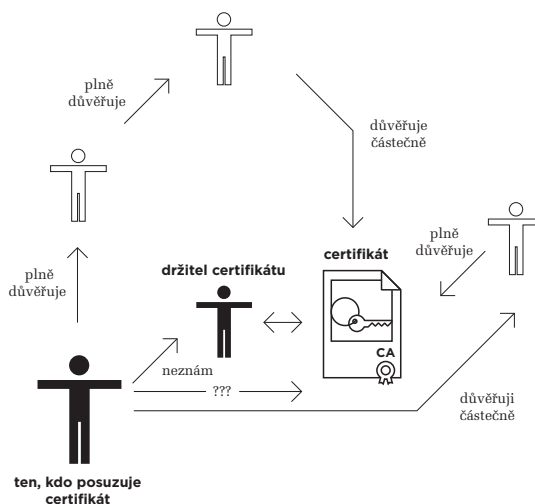 plně
důvěřuje
důvěřuje
částečně
plně
důvěřuje
plně
důvěřuje
držitel certifikátu
certifikát
CA
neznám
???
důvěřuji
částečně
ten, kdo posuzuje
certifikát